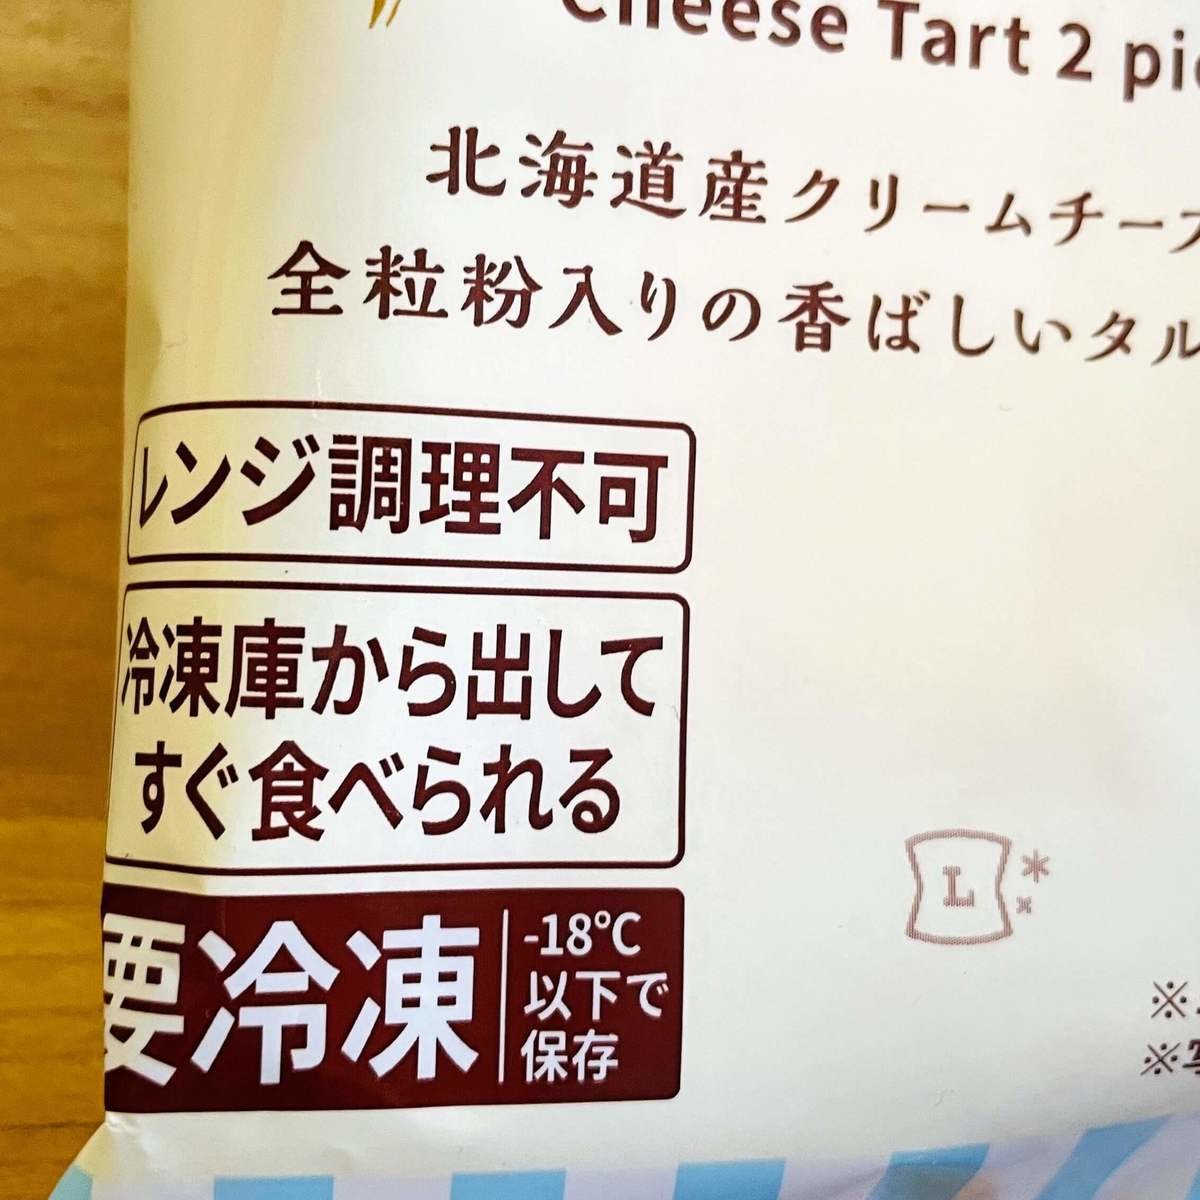 Cheese Tart 2
北海道産クリームチー
全粒粉入りの香ばしいタル
レンジ調理不可
冷凍庫から出して
すぐ食べられる
要冷凍
-18℃
以下で
保存
L
※
※写